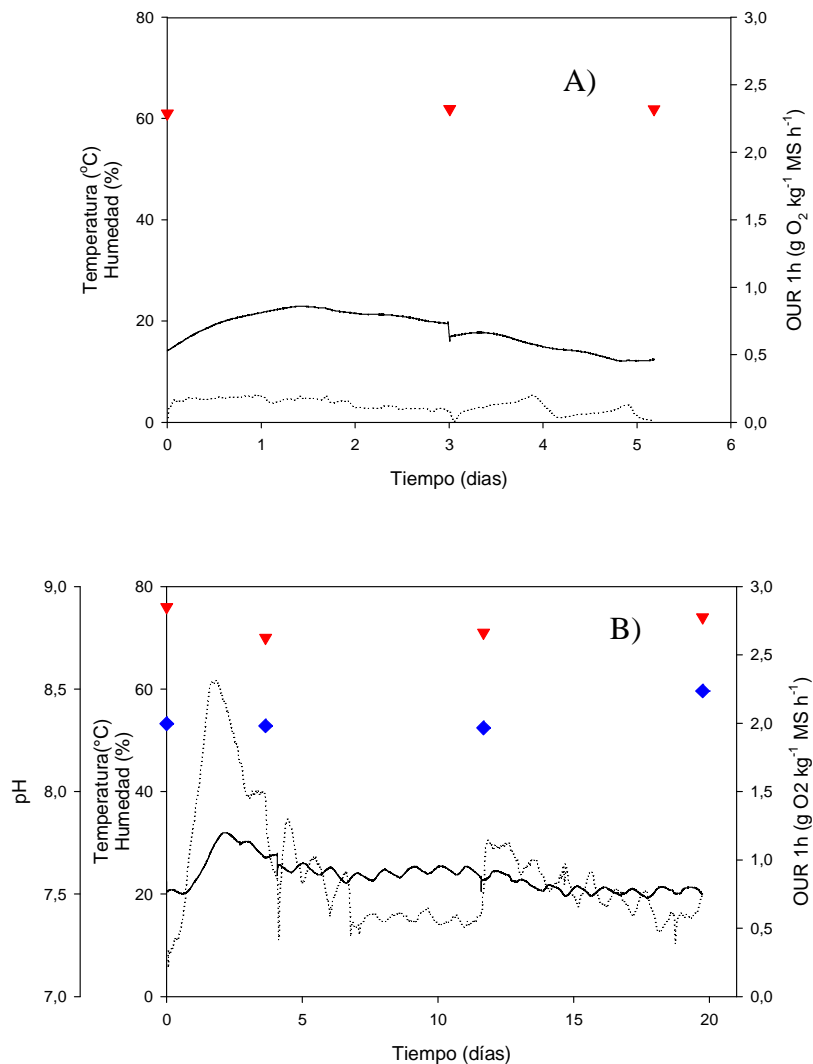 A)
80
60
40
20
0
3,0
2,5
2,0
1,5
1,0
0,5
0,0
0 1 2 3 4 5 6
Temperatura (ºC)
Humedad (%)
OUR 1h (g O₂ kg⁻¹ MS h⁻¹)
Tiempo (dias)
B)
9,0
8,5
8,0
7,5
7,0
pH
80
60
40
20
0
Temperatura(°C)
Humedad (%)
3,0
2,5
2,0
1,5
1,0
0,5
0,0
OUR 1h (g O2 kg⁻¹ MS h⁻¹)
0 5 10 15 20
Tiempo (días)